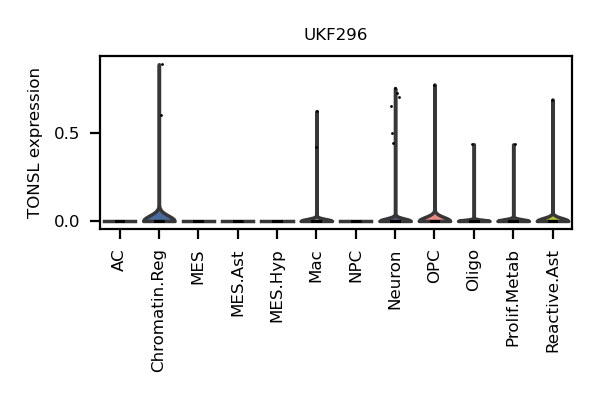 UKF296
TONSL expression
0.5
0.0
AC
Chromatin.Reg
MES
MES.Ast
MES.Hyp
Mac
NPC
Neuron
OPC
Oligo
Prolif.Metab
Reactive.Ast